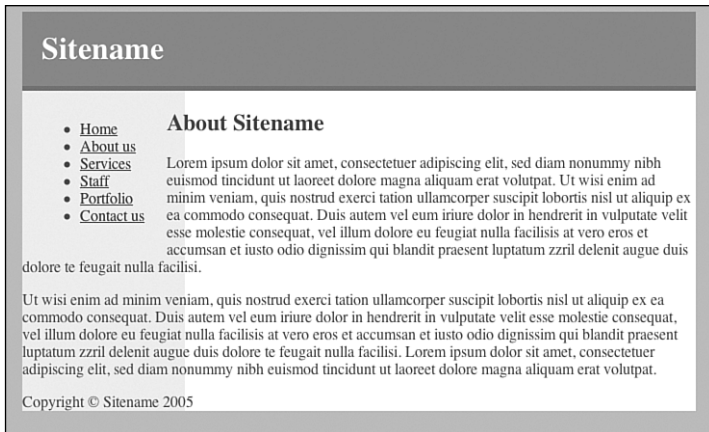 Sitename
Home
About us
Services
Staff
Portfolio
Contact us
About Sitename
Lorem ipsum dolor sit amet, consectetuer adipiscing elit, sed diam nonummy nibh
euismod tincidunt ut laoreet dolore magna aliquam erat volutpat. Ut wisi enim ad
minim veniam, quis nostrud exerci tation ullamcorper suscipit lobortis nisl ut aliquip ex
ea commodo consequat. Duis autem vel eum iriure dolor in hendrerit in vulputate velit
esse molestie consequat, vel illum dolore eu feugiat nulla facilisis at vero eros et
accumsan et iusto odio dignissim qui blandit praesent luptatum zzril delenit augue duis
dolore te feugait nulla facilisi.
Ut wisi enim ad minim veniam, quis nostrud exerci tation ullamcorper suscipit lobortis nisl ut aliquip ex ea
commodo consequat. Duis autem vel eum iriure dolor in hendrerit in vulputate velit esse molestie consequat,
vel illum dolore eu feugiat nulla facilisis at vero eros et accumsan et iusto odio dignissim qui blandit praesent
luptatum zzril delenit augue duis dolore te feugait nulla facilisi. Lorem ipsum dolor sit amet, consectetuer
adipiscing elit, sed diam nonummy nibh euismod tincidunt ut laoreet dolore magna aliquam erat volutpat.
Copyright © Sitename 2005